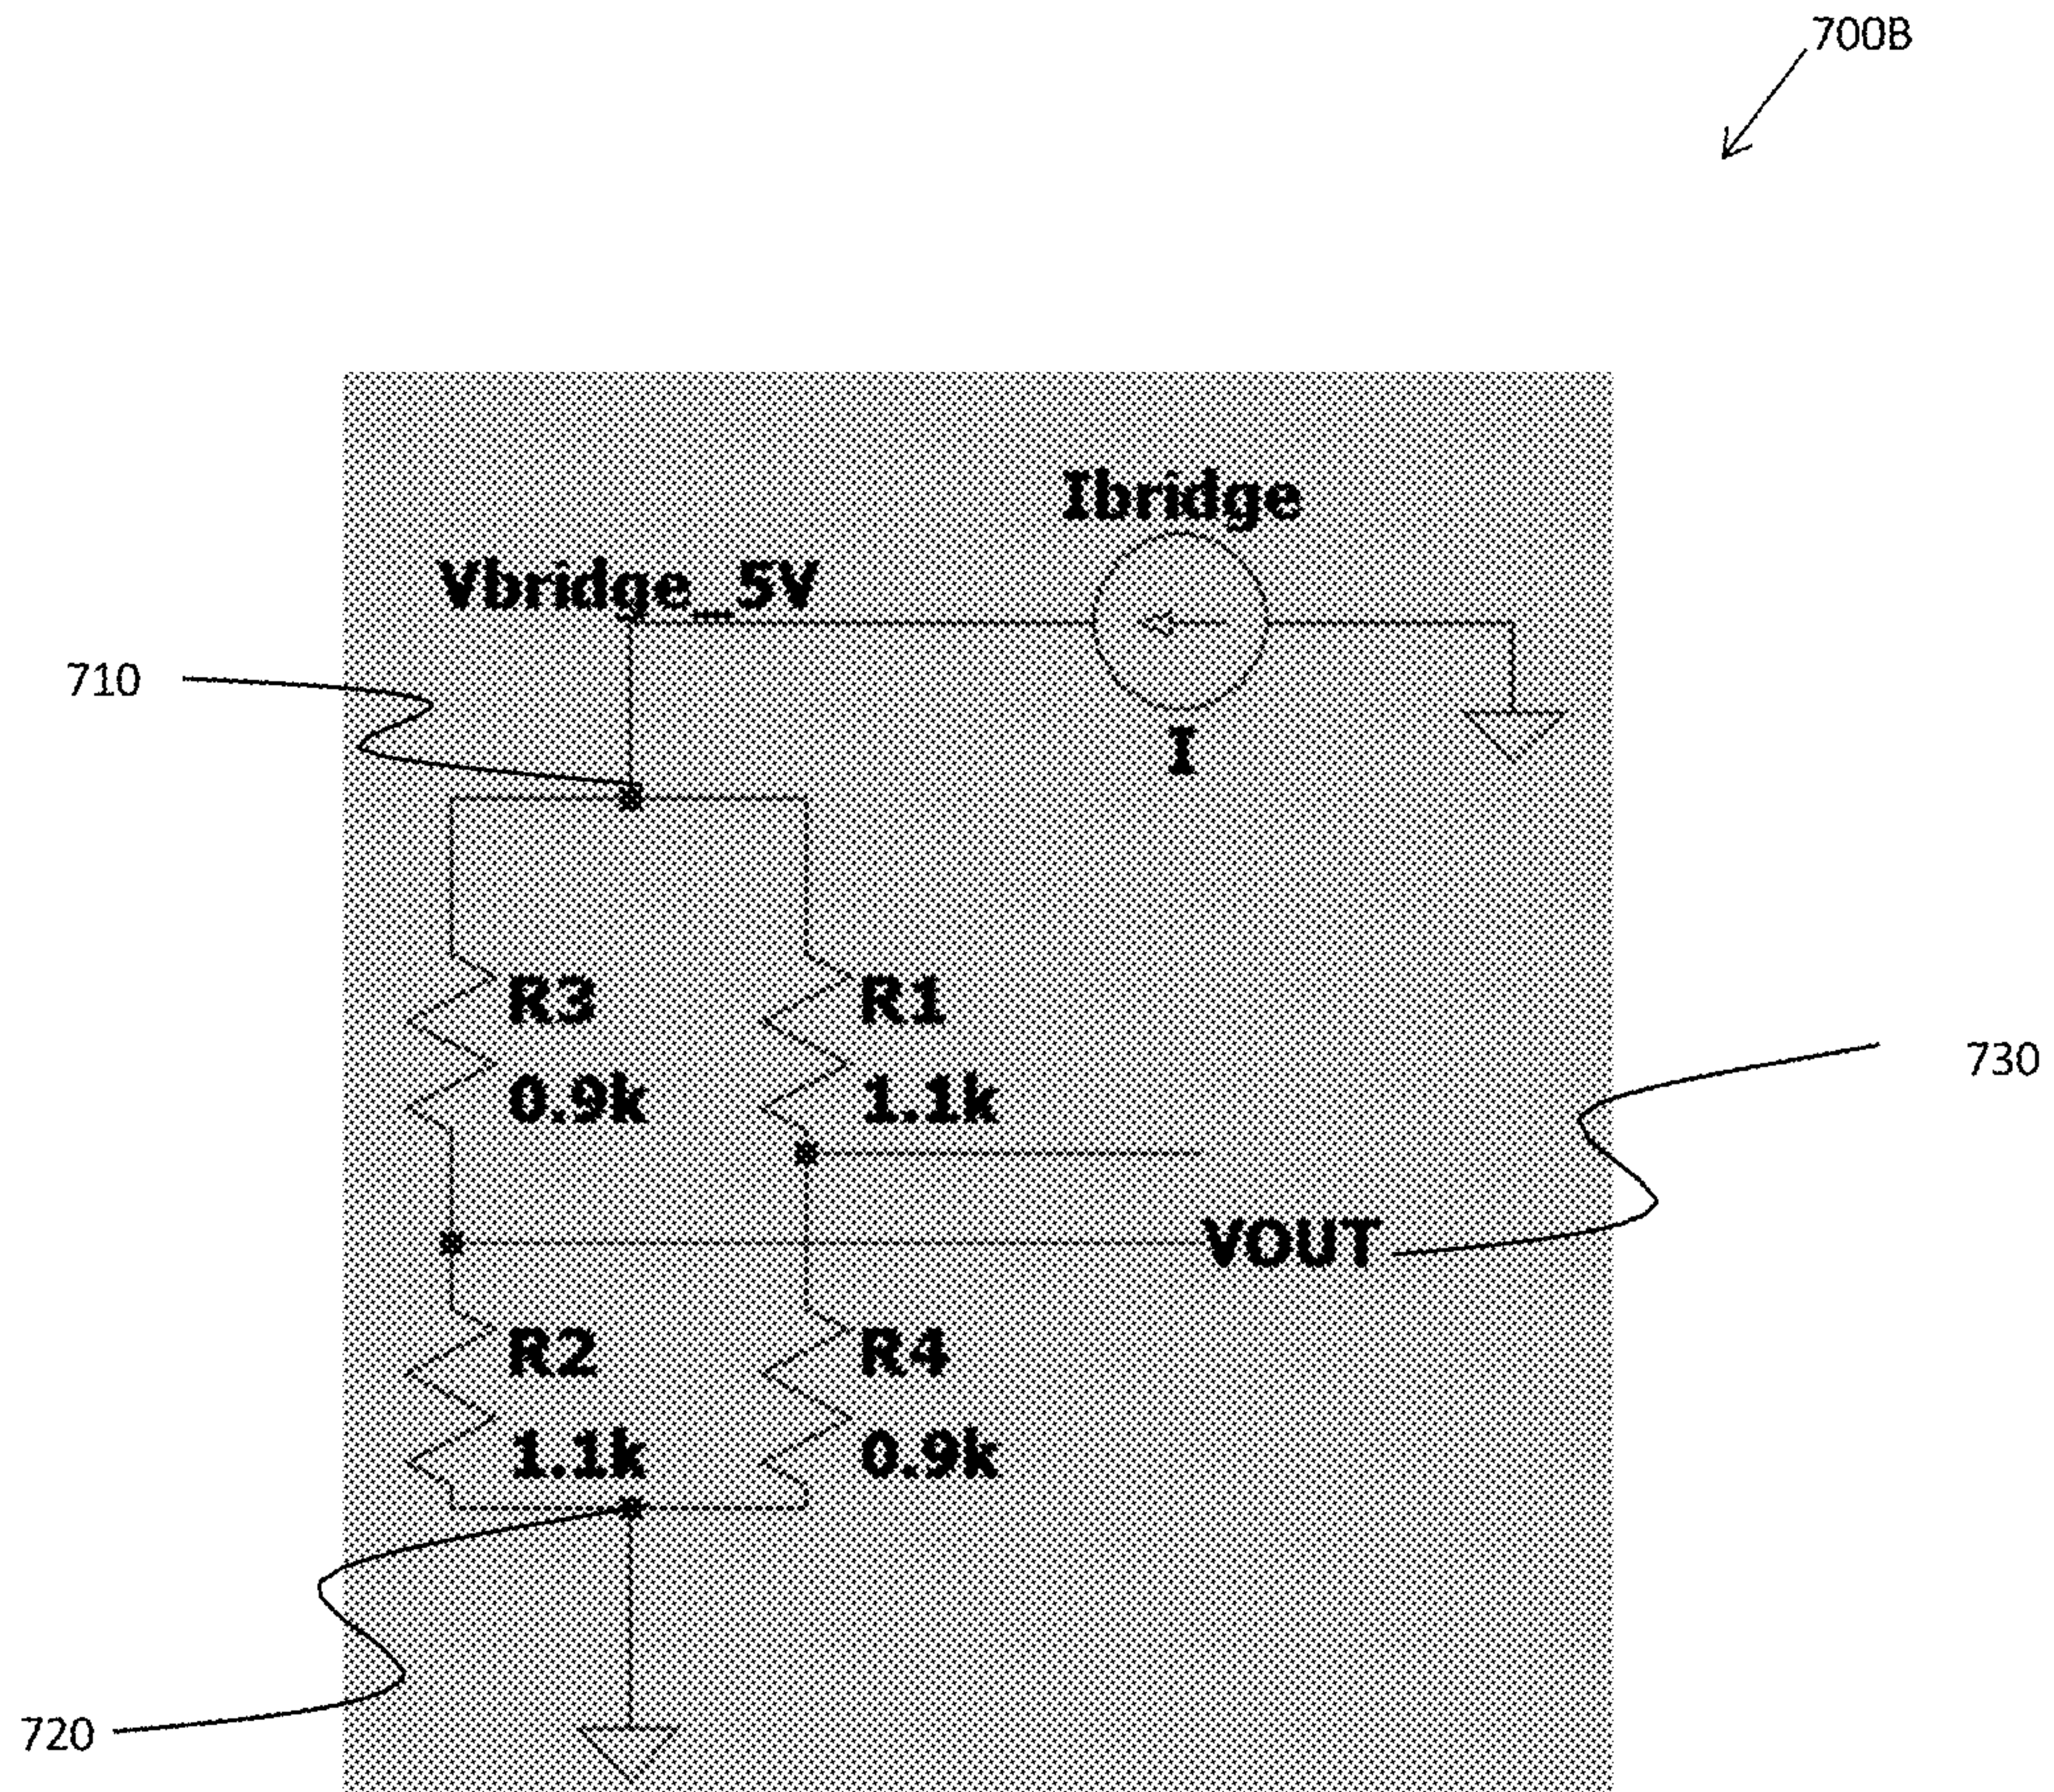 700B
Ibridge
Vbridge_5V
710
I
R3
R1
0.9k
1.1k
730
VOUT
R2
R4
1.1k
0.9k
720